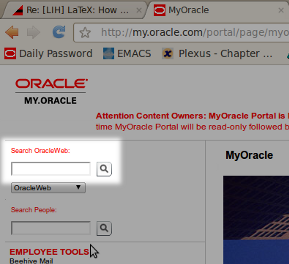 Re: [LIH] LaTeX: How ...
MyOracle
http://my.oracle.com/portal/page/myo
Daily Password
EMACS
Plexus - Chapter ...
ORACLE®
MY.ORACLE
Attention Content Owners: MyOracle Portal is
time MyOracle Portal will be read-only followed b
Search OracleWeb:
OracleWeb
MyOracle
Search People:
EMPLOYEE TOOLS
Beehive Mail